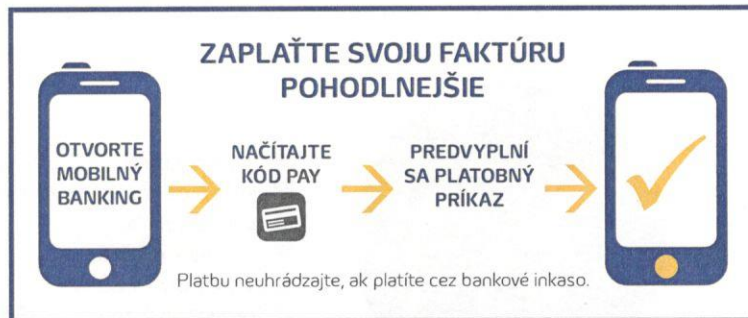 ZAPLAŤTE SVOJU FAKTÚRU
POHODLNEJŠIE
OTVORTE
MOBILNÝ
BANKING
NAČÍTAJTE
KÓD PAY
PREDVYPLNÍ
SA PLATOBNÝ
PRÍKAZ
Platbu neuhrádzajte, ak platíte cez bankové inkaso.